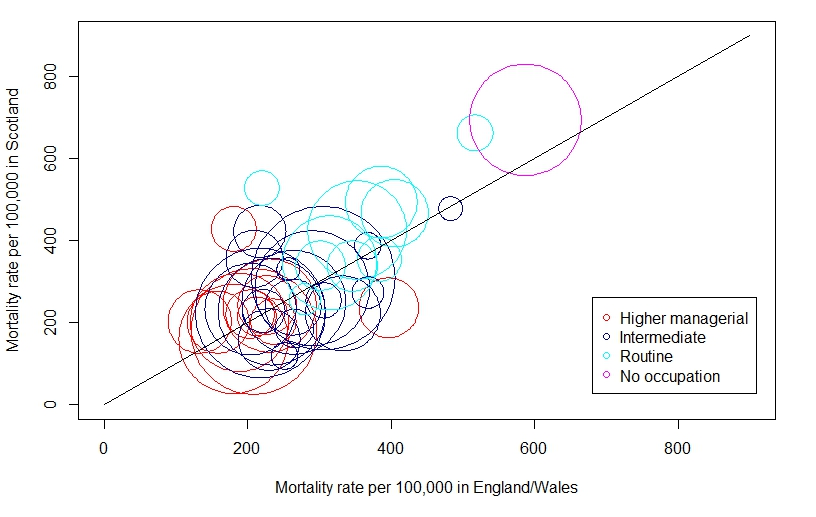 Mortality rate per 100,000 in Scotland
800
600
400
200
0
Higher managerial
Intermediate
Routine
No occupation
0 200 400 600 800
Mortality rate per 100,000 in England/Wales